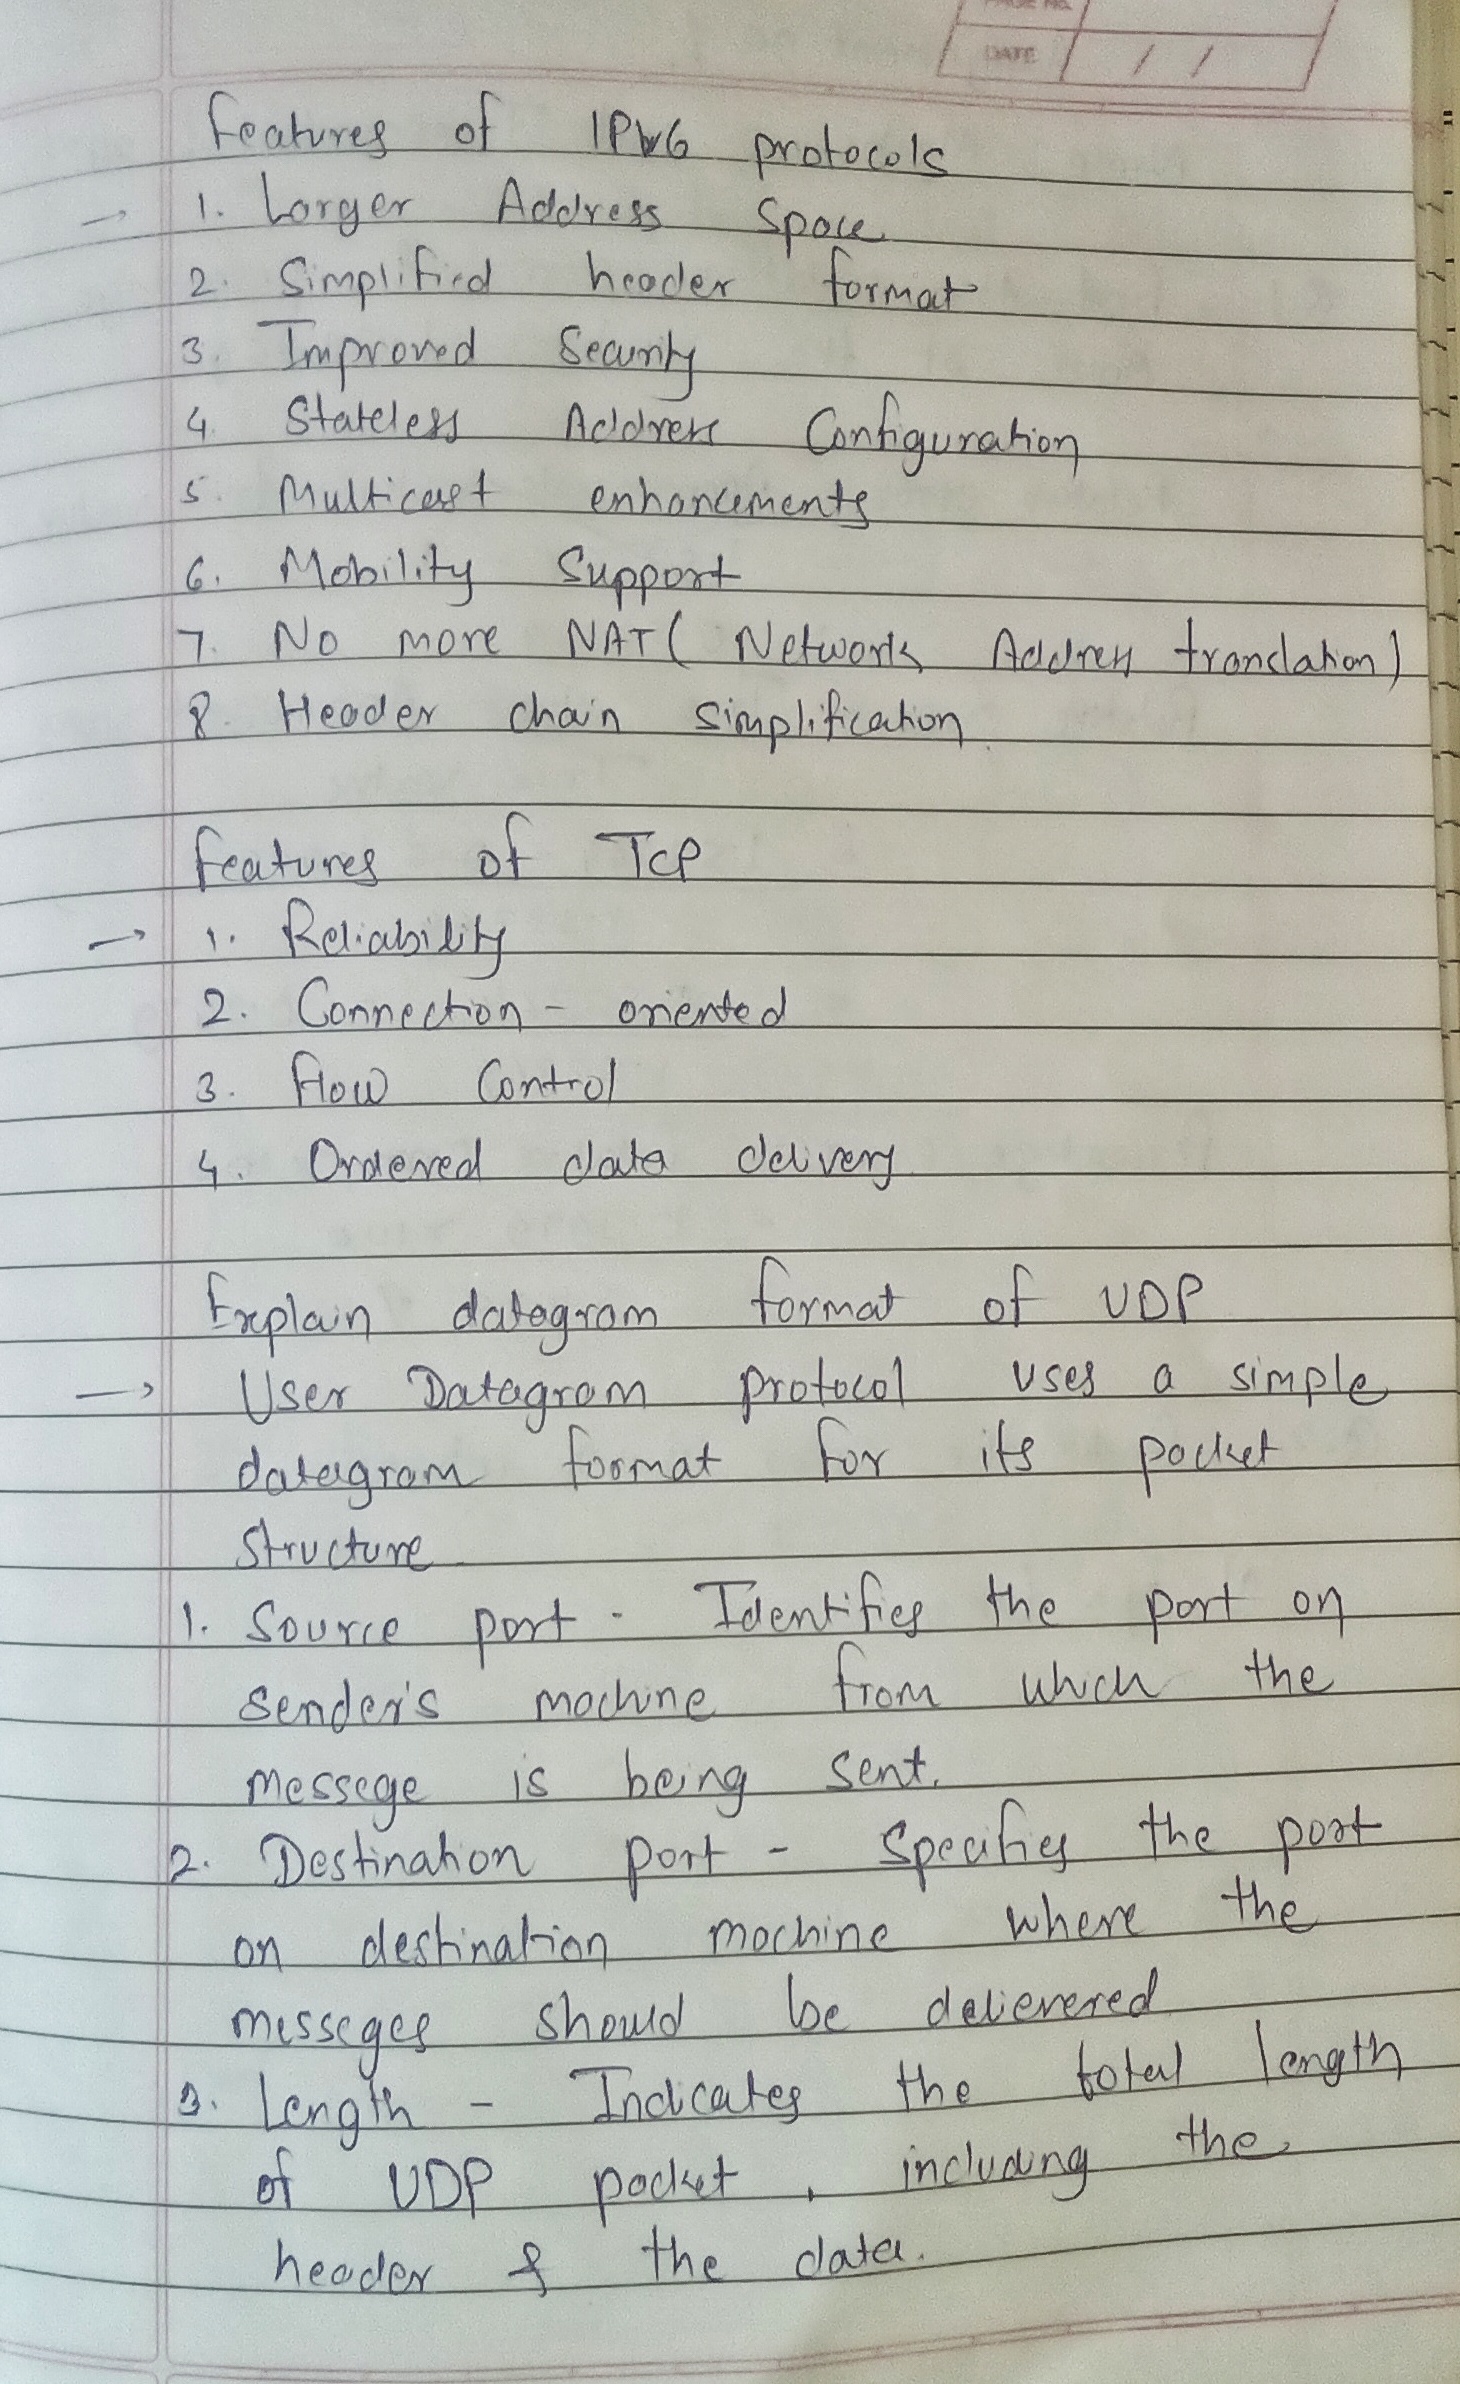 PAGE NO.
DATE / /
Features of IPv6 protocols
→ 1. Larger Address Space
2. Simplified header format
3. Improved Security
4. Stateless Address Configuration
5. Multicast enhancements
6. Mobility Support
7. No more NAT ( Network Address translation)
8. Header chain simplification.
Features of TCP
→ 1. Reliability
2. Connection - oriented
3. Flow Control
4. Ordered data delivery
Explain datagram format of UDP
→ User Datagram protocol uses a simple
datagram format for its packet
structure
1. Source port - Identifies the port on
sender's machine from which the
messege is being sent.
2. Destination port - Specifies the port
on destination machine where the
messeges should be delievered
3. Length - Indicates the total length
of UDP packet, including the
header & the data.